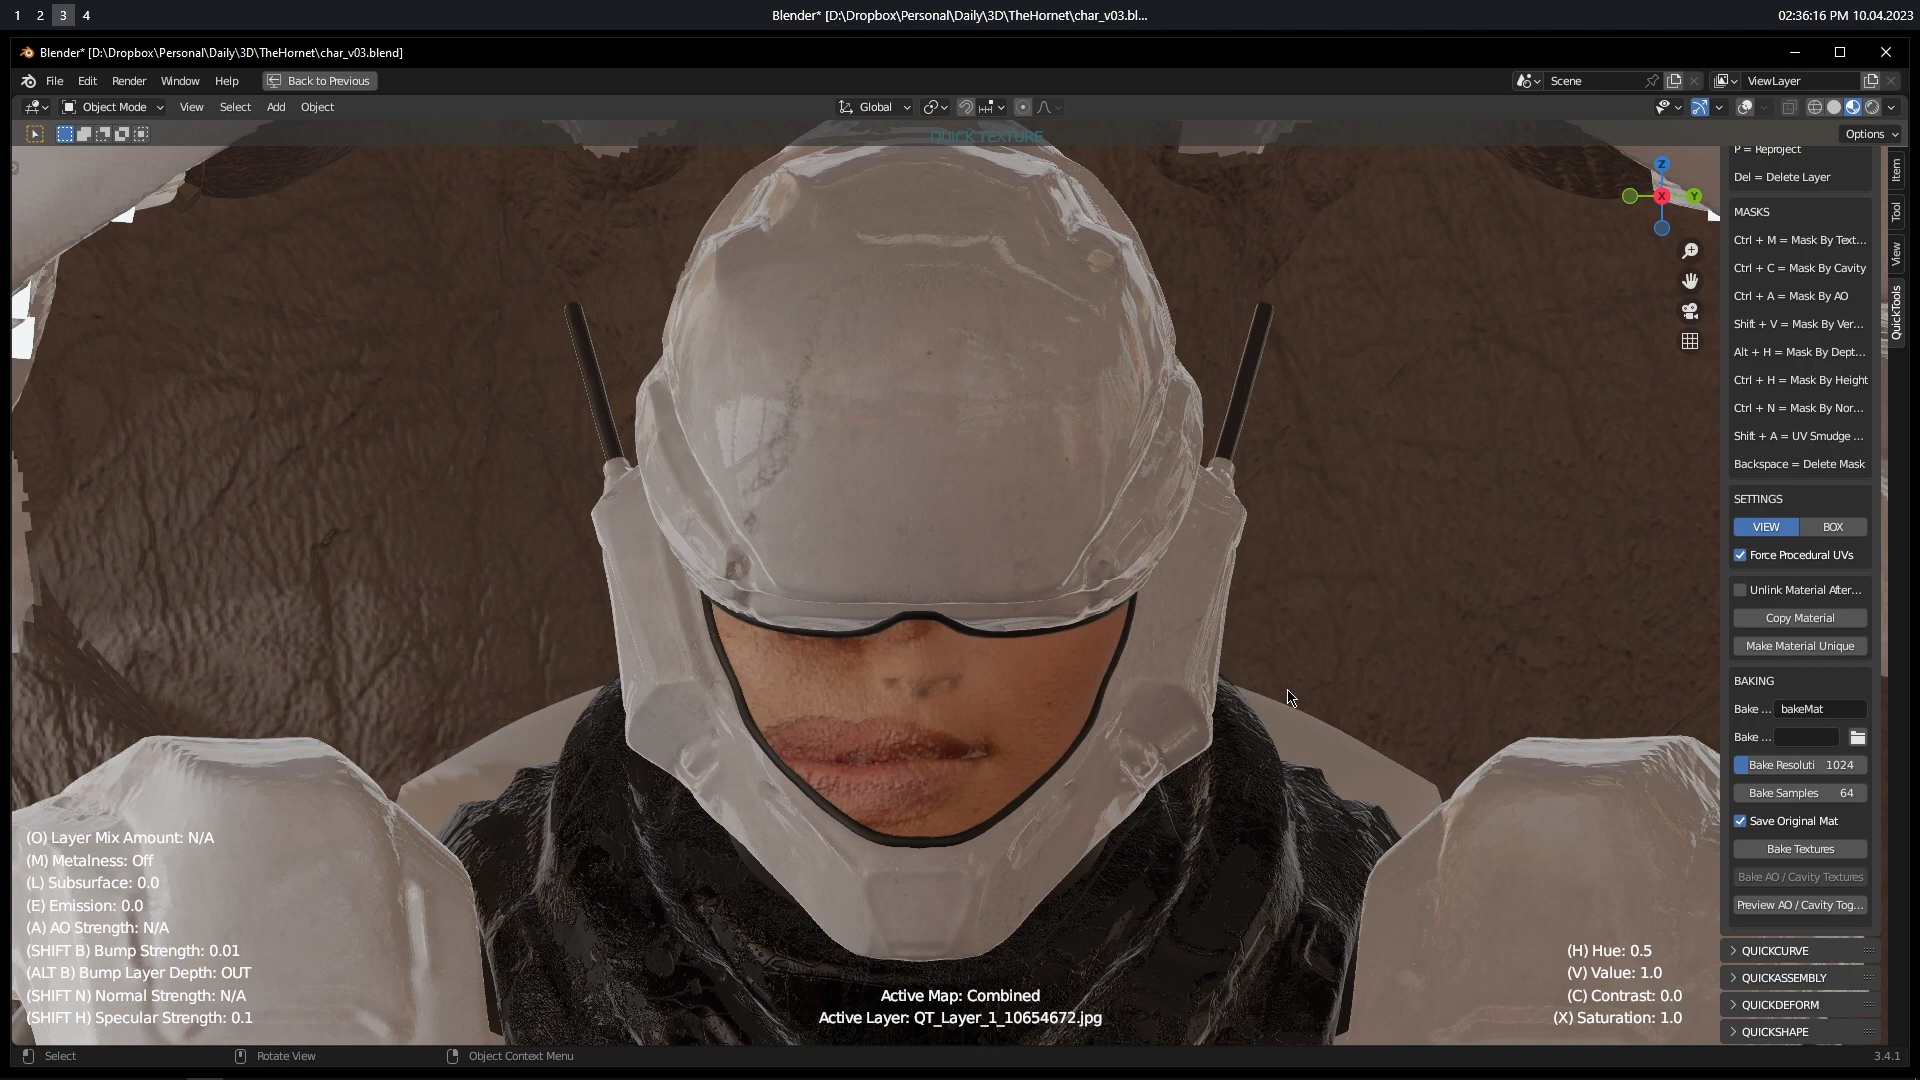 1 2 3 4
Blender* [D:\Dropbox\Personal\Daily\3D\TheHornet\char_v03.bl...
02:36:16 PM 10.04.2023
Blender* [D:\Dropbox\Personal\Daily\3D\TheHornet\char_v03.blend]
File Edit Render Window Help Back to Previous
Scene
ViewLayer
Object Mode View Select Add Object
Global
QUICK TEXTURE
Options
Z
X
Y
Item
Tool
View
QuickTools
P = Reproject
Del = Delete Layer
MASKS
Ctrl + M = Mask By Text...
Ctrl + C = Mask By Cavity
Ctrl + A = Mask By AO
Shift + V = Mask By Ver...
Alt + H = Mask By Dept...
Ctrl + H = Mask By Height
Ctrl + N = Mask By Nor...
Shift + A = UV Smudge ...
Backspace = Delete Mask
SETTINGS
VIEW BOX
Force Procedural UVs
Unlink Material After...
Copy Material
Make Material Unique
BAKING
Bake ... bakeMat
Bake ...
Bake Resoluti 1024
Bake Samples 64
Save Original Mat
Bake Textures
Bake AO / Cavity Textures
Preview AO / Cavity Tog...
QUICKCURVE
QUICKASSEMBLY
QUICKDEFORM
QUICKSHAPE
(O) Layer Mix Amount: N/A
(M) Metalness: Off
(L) Subsurface: 0.0
(E) Emission: 0.0
(A) AO Strength: N/A
(SHIFT B) Bump Strength: 0.01
(ALT B) Bump Layer Depth: OUT
(SHIFT N) Normal Strength: N/A
(SHIFT H) Specular Strength: 0.1
Active Map: Combined
Active Layer: QT_Layer_1_10654672.jpg
(H) Hue: 0.5
(V) Value: 1.0
(C) Contrast: 0.0
(X) Saturation: 1.0
Select
Rotate View
Object Context Menu
3.4.1